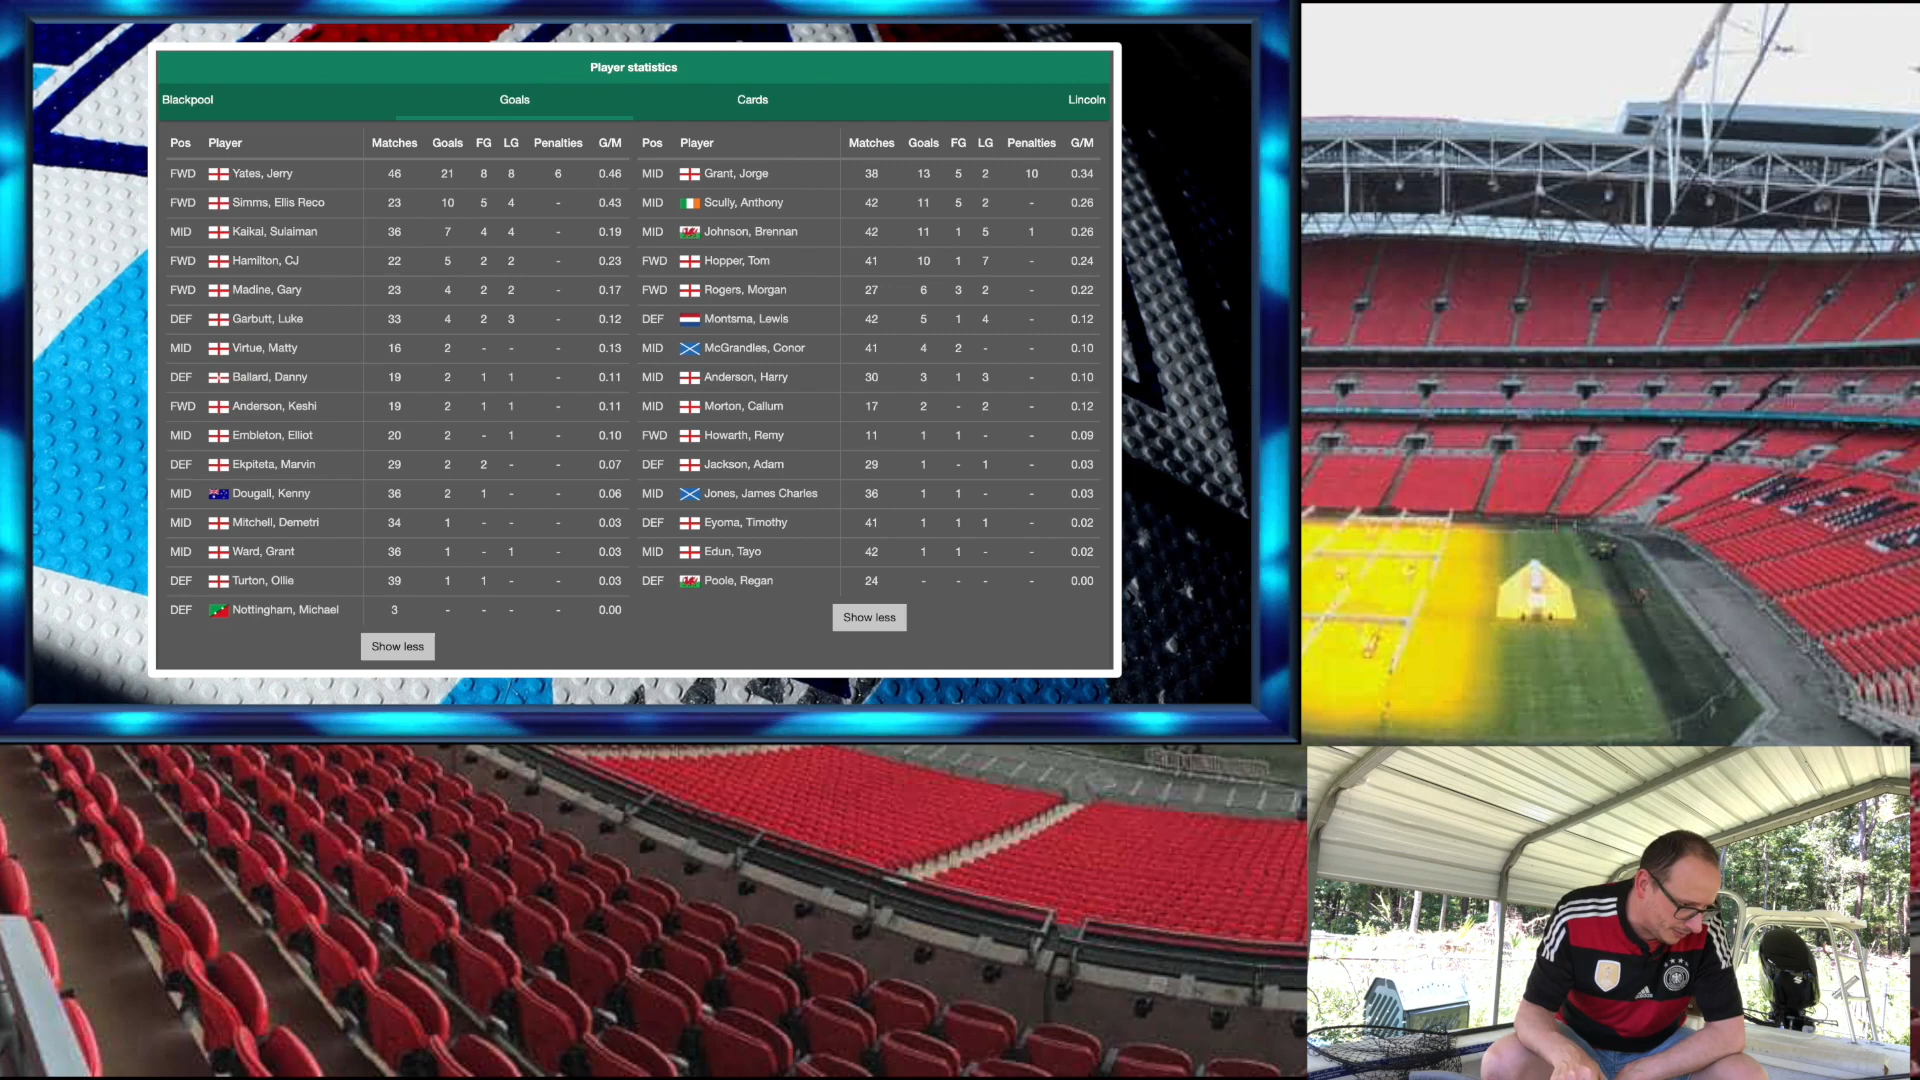 Player statistics
Blackpool Goals Cards Lincoln
Pos Player Matches Goals FG LG Penalties G/M Pos Player Matches Goals FG LG Penalties G/M
FWD Yates, Jerry 46 21 8 8 6 0.46 MID Grant, Jorge 38 13 5 2 10 0.34
FWD Simms, Ellis Reco 23 10 5 4 - 0.43 MID Scully, Anthony 42 11 5 2 - 0.26
MID Kaikai, Sulaiman 36 7 4 4 - 0.19 MID Johnson, Brennan 42 11 1 5 1 0.26
FWD Hamilton, CJ 22 5 2 2 - 0.23 FWD Hopper, Tom 41 10 1 7 - 0.24
FWD Madine, Gary 23 4 2 2 - 0.17 FWD Rogers, Morgan 27 6 3 2 - 0.22
DEF Garbutt, Luke 33 4 2 3 - 0.12 DEF Montsma, Lewis 42 5 1 4 - 0.12
MID Virtue, Matty 16 2 - - - 0.13 MID McGrandles, Conor 41 4 2 - - 0.10
DEF Ballard, Danny 19 2 1 1 - 0.11 MID Anderson, Harry 30 3 1 3 - 0.10
FWD Anderson, Keshi 19 2 1 1 - 0.11 MID Morton, Callum 17 2 - 2 - 0.12
MID Embleton, Elliot 20 2 - 1 - 0.10 FWD Howarth, Remy 11 1 1 - - 0.09
DEF Ekpiteta, Marvin 29 2 2 - - 0.07 DEF Jackson, Adam 29 1 - 1 - 0.03
MID Dougall, Kenny 36 2 1 - - 0.06 MID Jones, James Charles 36 1 1 - - 0.03
MID Mitchell, Demetri 34 1 - - - 0.03 DEF Eyoma, Timothy 41 1 1 1 - 0.02
MID Ward, Grant 36 1 - 1 - 0.03 MID Edun, Tayo 42 1 1 - - 0.02
DEF Turton, Ollie 39 1 1 - - 0.03 DEF Poole, Regan 24 - - - - 0.00
DEF Nottingham, Michael 3 - - - - 0.00
Show less
Show less
adidas